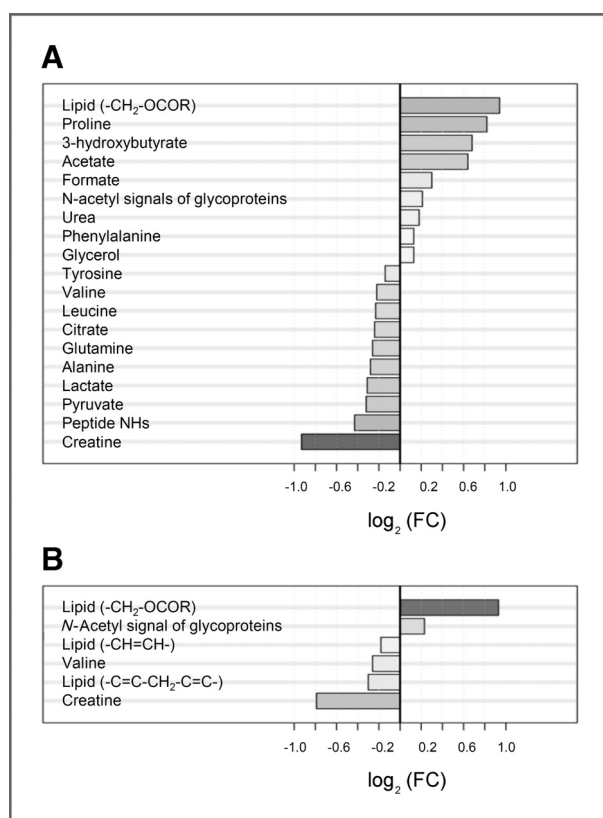 A
Lipid (-CH₂-OCOR)
Proline
3-hydroxybutyrate
Acetate
Formate
N-acetyl signals of glycoproteins
Urea
Phenylalanine
Glycerol
Tyrosine
Valine
Leucine
Citrate
Glutamine
Alanine
Lactate
Pyruvate
Peptide NHs
Creatine
-1.0 -0.6 -0.2 0.2 0.6 1.0
log₂ (FC)
B
Lipid (-CH₂-OCOR)
N-Acetyl signal of glycoproteins
Lipid (-CH=CH-)
Valine
Lipid (-C=C-CH₂-C=C-)
Creatine
-1.0 -0.6 -0.2 0.2 0.6 1.0
log₂ (FC)